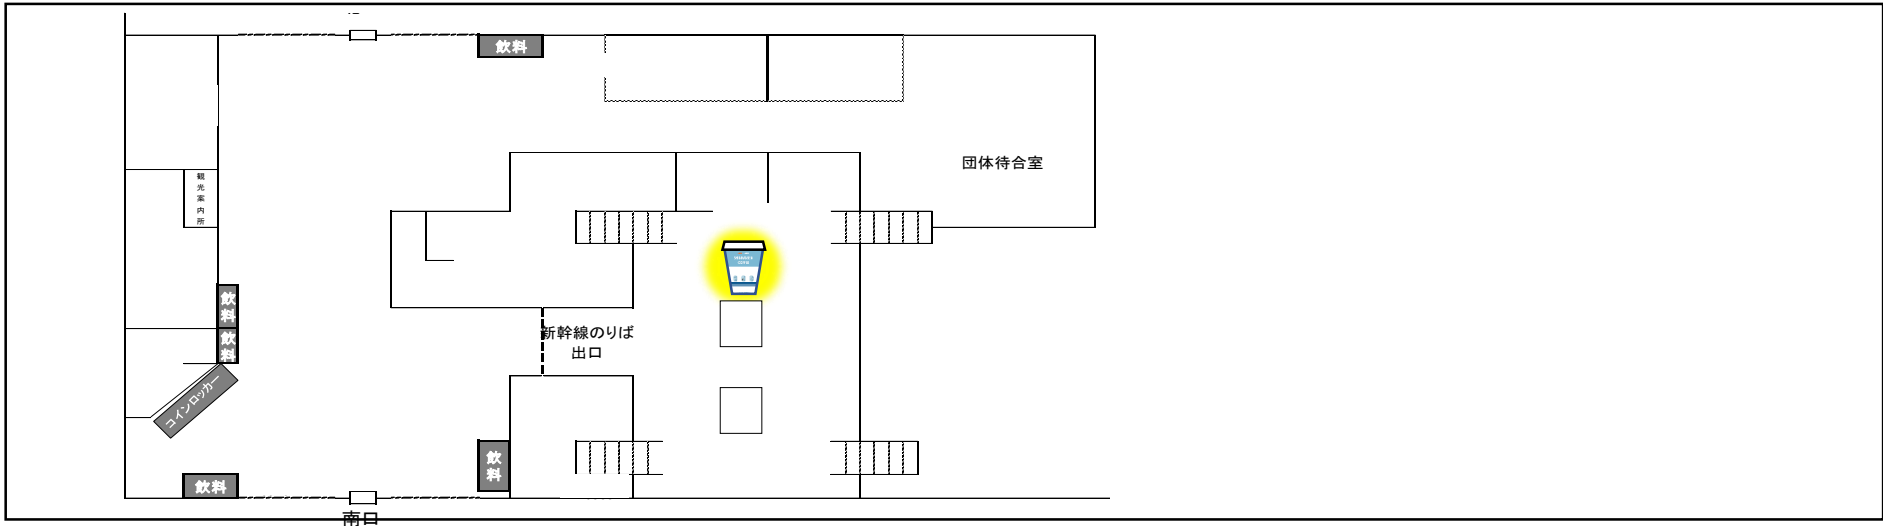 飲料
団体待合室
観光案内所
飲料
新幹線のりば
出口
飲料
コインロッカー
飲料
飲料
南口